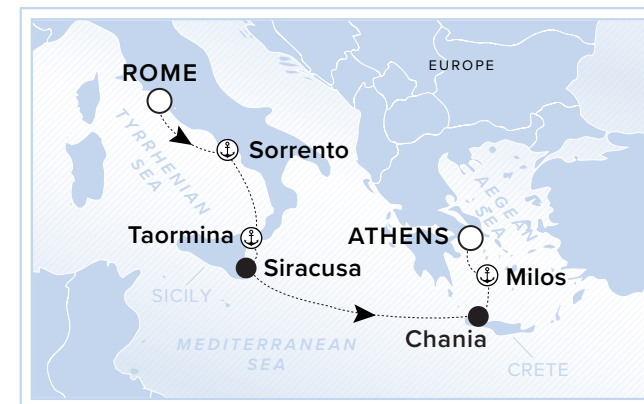 EUROPE
ROME
TYRRHENIAN
SEA
Sorrento
AEGEAN
SEA
Taormina
ATHENS
Siracusa
Milos
SICILY
Chania
MEDITERRANEAN
SEA
CRETE